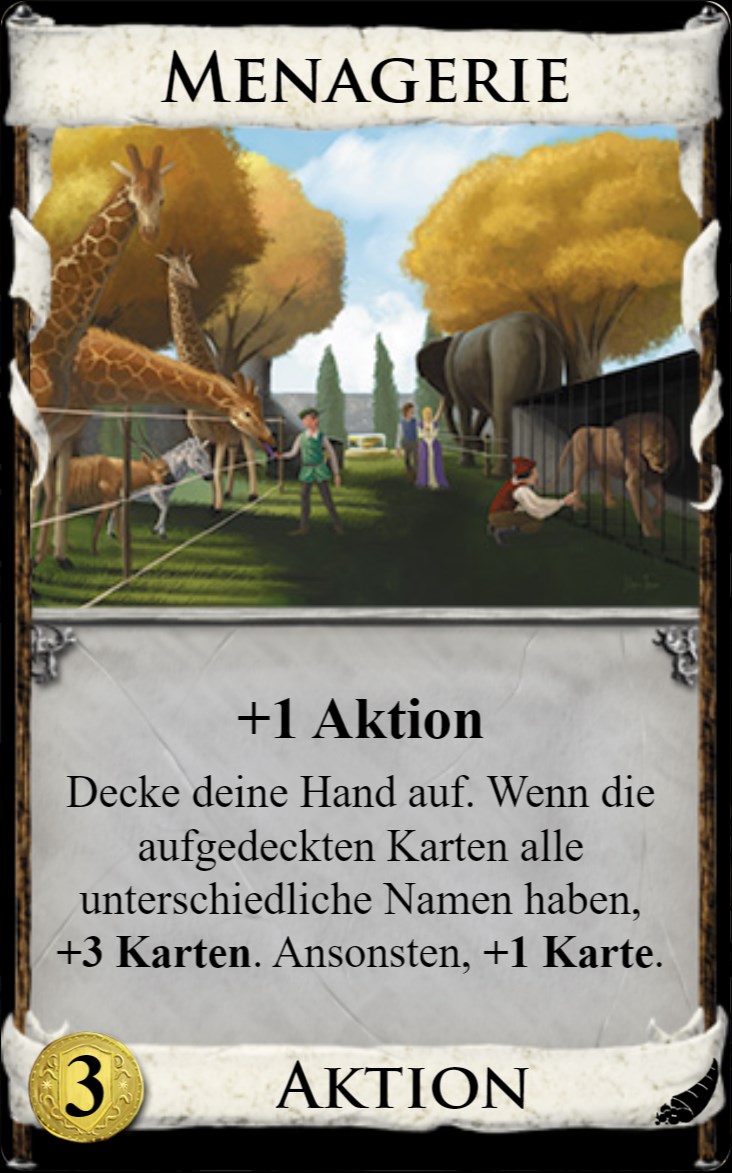 MENAGERIE
+1 Aktion
Decke deine Hand auf. Wenn die
aufgedeckten Karten alle
unterschiedliche Namen haben,
+3 Karten. Ansonsten, +1 Karte.
3
AKTION